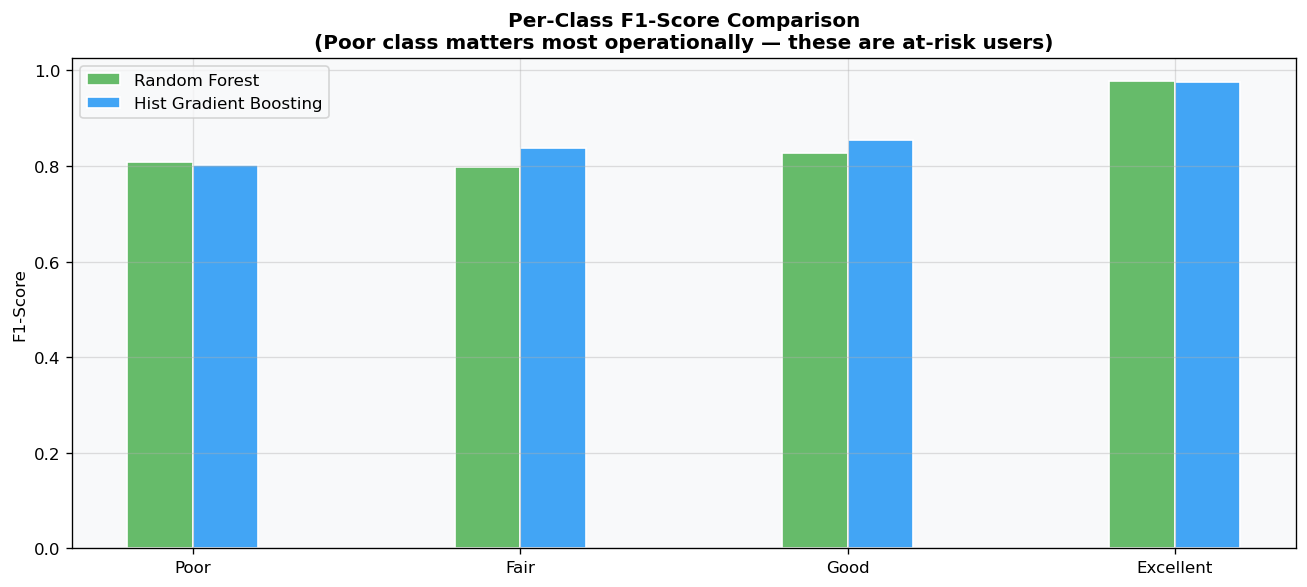 Per-Class F1-Score Comparison
(Poor class matters most operationally — these are at-risk users)
Random Forest
Hist Gradient Boosting
1.0
0.8
0.6
0.4
0.2
0.0
F1-Score
Poor
Fair
Good
Excellent